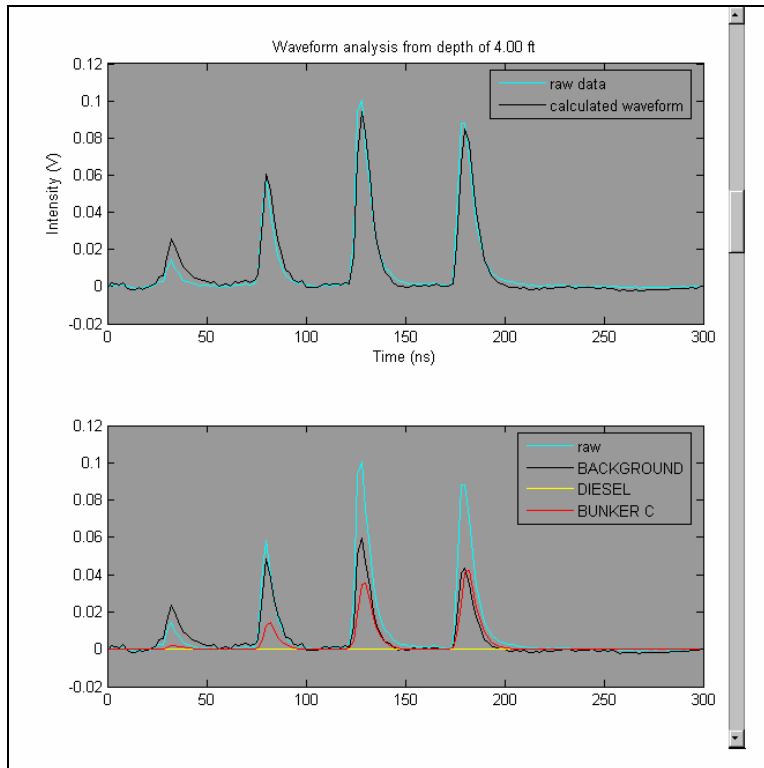 Waveform analysis from depth of 4.00 ft
0.12
0.1
0.08
0.06
0.04
0.02
0
-0.02
Intensity (V)
raw data
calculated waveform
0 50 100 150 200 250 300
Time (ns)
0.12
0.1
0.08
0.06
0.04
0.02
0
-0.02
raw
BACKGROUND
DIESEL
BUNKER C
0 50 100 150 200 250 300